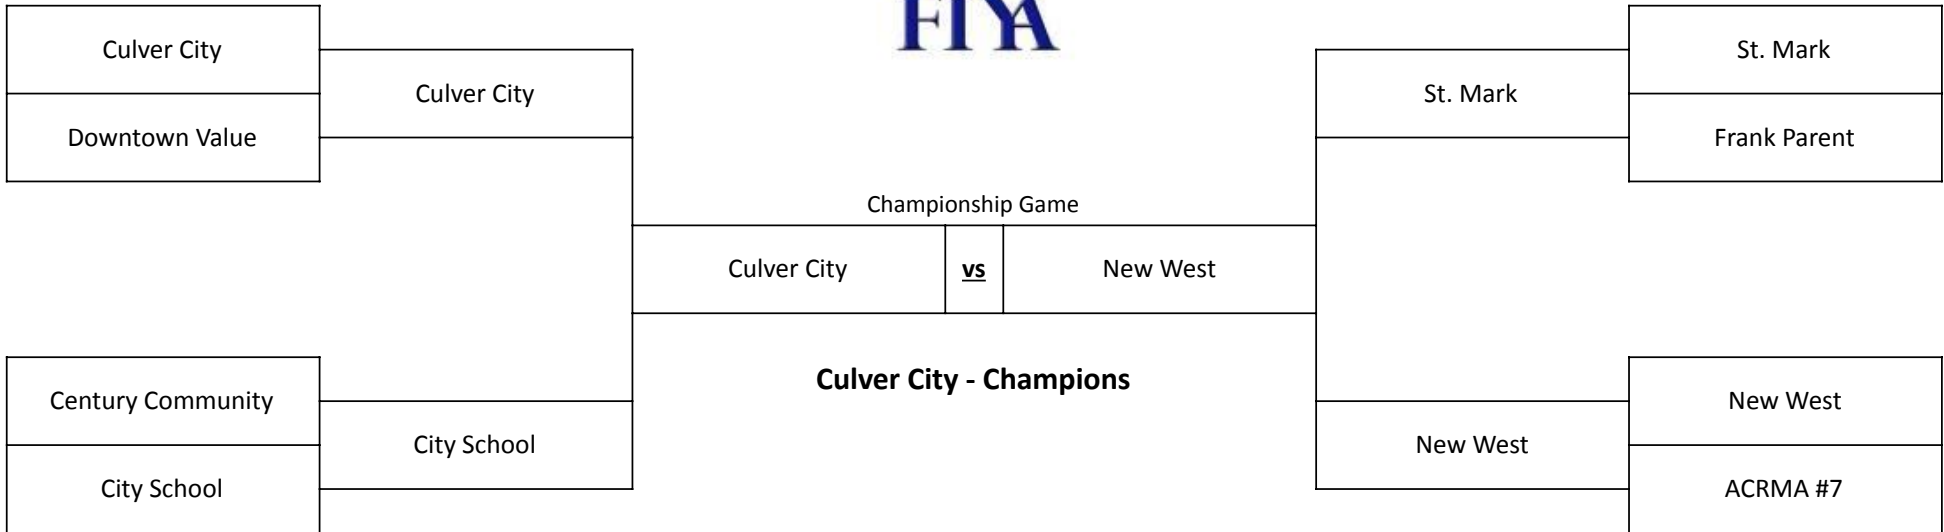 FIYA
Culver City
Downtown Value
Culver City
Century Community
City School
City School
Championship Game
Culver City
vs
New West
Culver City - Champions
St. Mark
New West
St. Mark
Frank Parent
New West
ACRMA #7